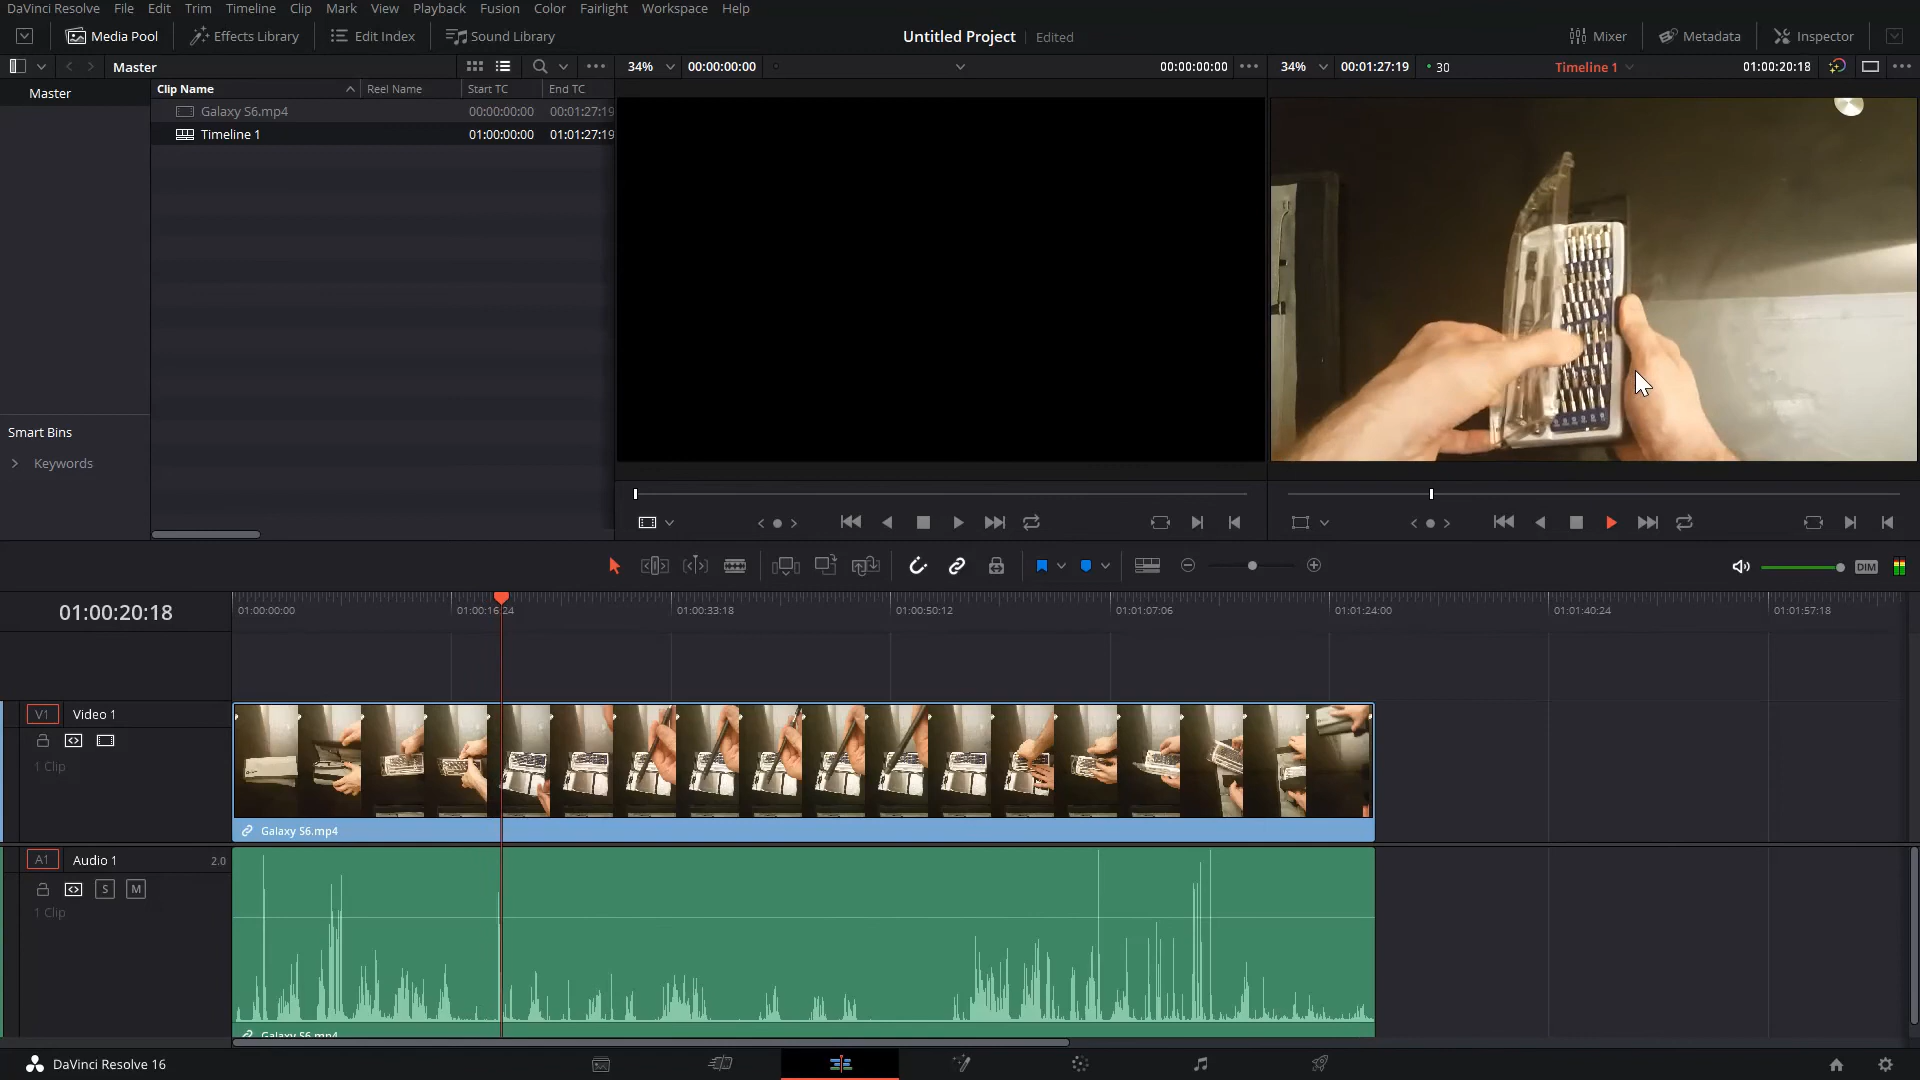 DaVinci Resolve File Edit Trim Timeline Clip Mark View Playback Fusion Color Fairlight Workspace Help
Media Pool Effects Library Edit Index Sound Library Untitled Project Edited Mixer Metadata Inspector
Master 34% 00:00:00:00 00:00:00:00 34% 00:01:27:19 30 Timeline 1 01:00:20:18
Master
Clip Name Reel Name Start TC End TC
Galaxy S6.mp4 00:00:00:00 00:01:27:19
Timeline 1 01:00:00:00 01:01:27:19
Smart Bins
Keywords
DIM
01:00:20:18
01:00:00:00 01:00:16:24 01:00:33:18 01:00:50:12 01:01:07:06 01:01:24:00 01:01:40:24 01:01:57:18
V1 Video 1
1 Clip
Galaxy S6.mp4
A1 Audio 1 2.0
S M
1 Clip
Galaxy S6.mp4
DaVinci Resolve 16